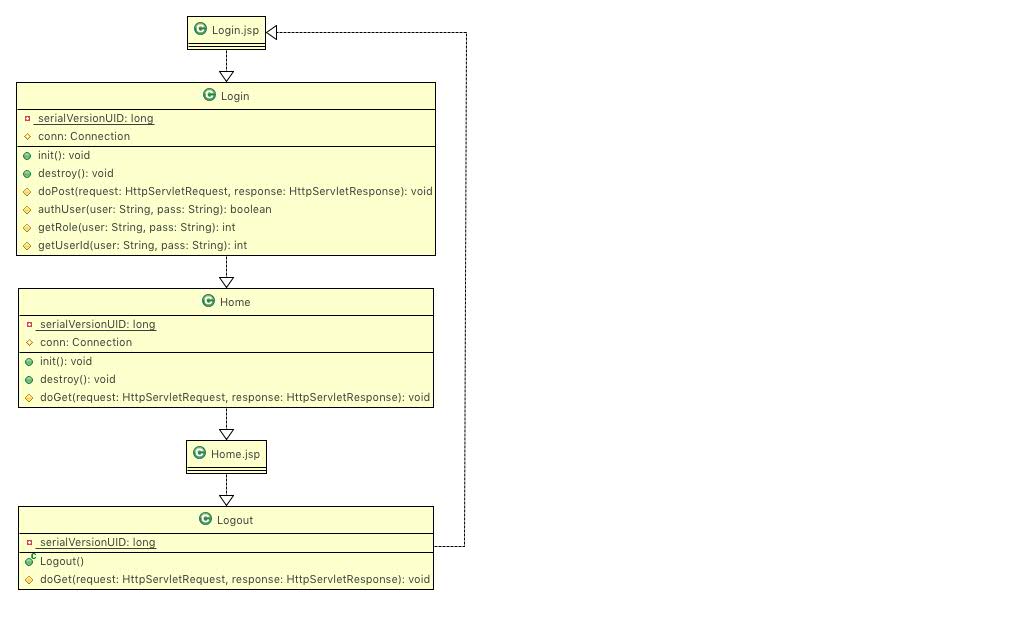 Login.jsp
Login
serialVersionUID: long
conn: Connection
init(): void
destroy(): void
doPost(request: HttpServletRequest, response: HttpServletResponse): void
authUser(user: String, pass: String): boolean
getRole(user: String, pass: String): int
getUserId(user: String, pass: String): int
Home
serialVersionUID: long
conn: Connection
init(): void
destroy(): void
doGet(request: HttpServletRequest, response: HttpServletResponse): void
Home.jsp
Logout
serialVersionUID: long
Logout()
doGet(request: HttpServletRequest, response: HttpServletResponse): void